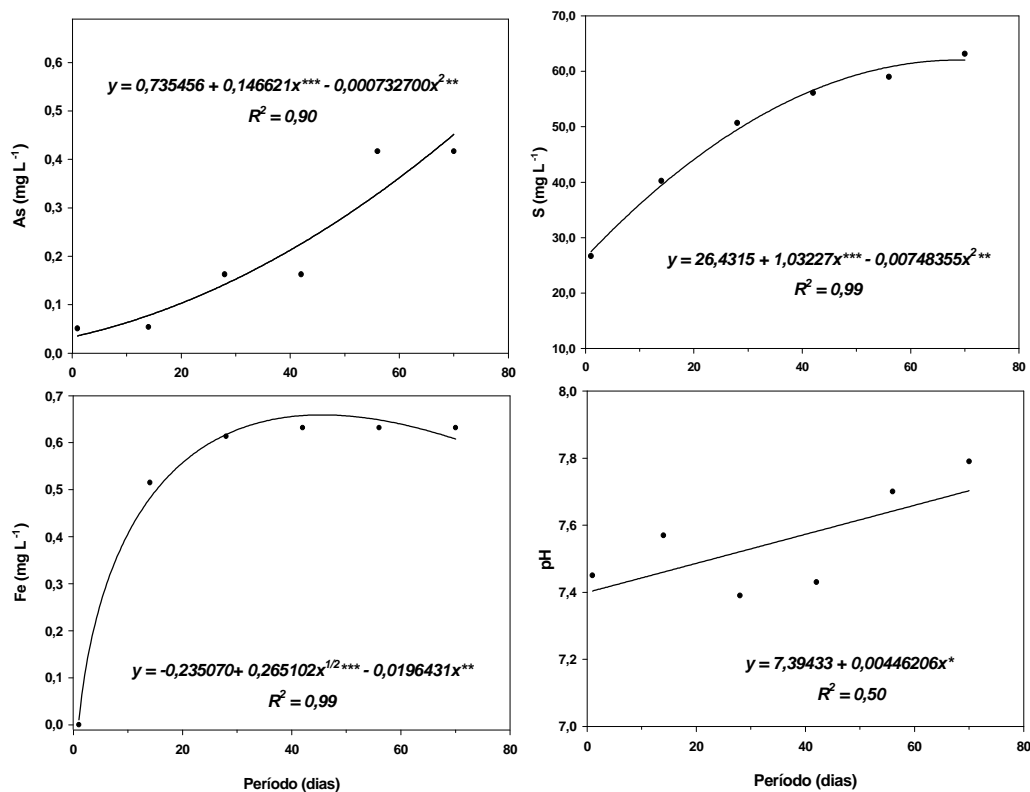 0,6
0,5
0,4
0,3
0,2
0,1
0,0
As (mg L⁻¹)
y = 0,735456 + 0,146621x*** - 0,000732700x²**
R² = 0,90
0 20 40 60 80
70,0
60,0
50,0
40,0
30,0
20,0
10,0
S (mg L⁻¹)
y = 26,4315 + 1,03227x*** - 0,00748355x²**
R² = 0,99
0 20 40 60 80
0,7
0,6
0,5
0,4
0,3
0,2
0,1
0,0
Fe (mg L⁻¹)
y = -0,235070+ 0,265102x¹/²*** - 0,0196431x**
R² = 0,99
0 20 40 60 80
Período (dias)
8,0
7,8
7,6
7,4
7,2
7,0
pH
y = 7,39433 + 0,00446206x*
R² = 0,50
0 20 40 60 80
Período (dias)